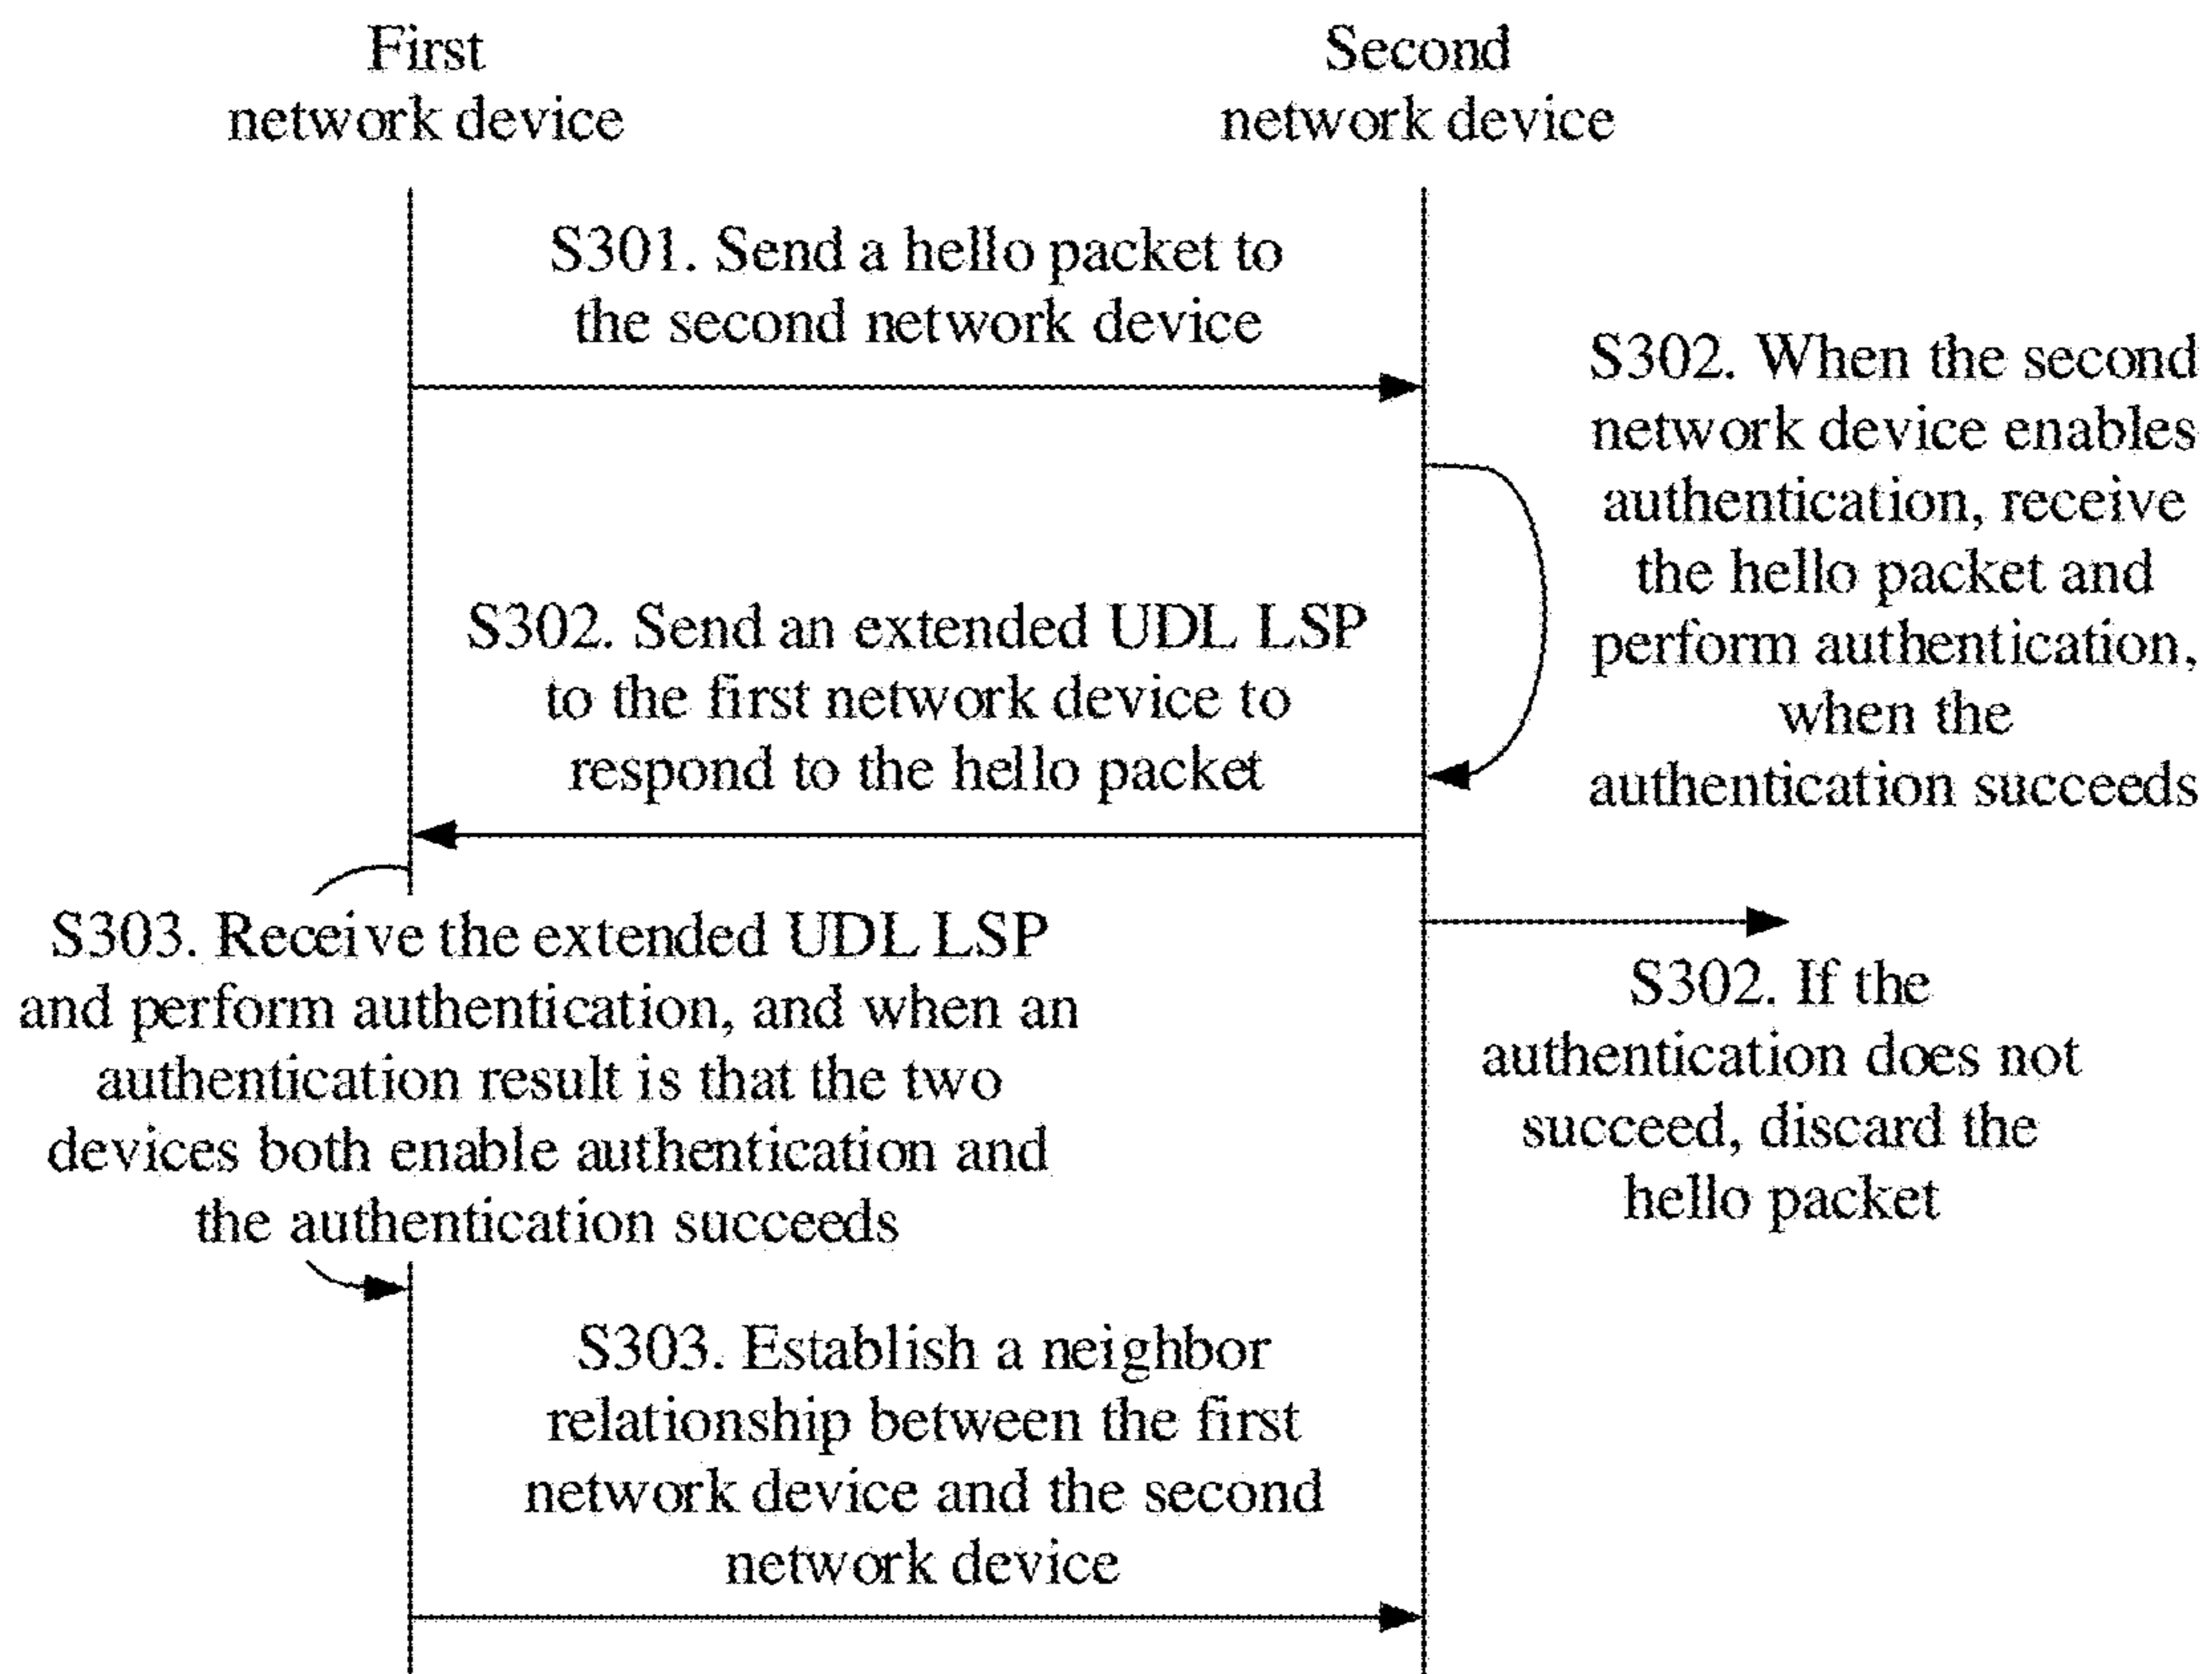 First
network device
Second
network device
S301. Send a hello packet to
the second network device
S302. When the second
network device enables
authentication, receive
the hello packet and
perform authentication,
when the
authentication succeeds
S302. Send an extended UDL LSP
to the first network device to
respond to the hello packet
S303. Receive the extended UDL LSP
and perform authentication, and when an
authentication result is that the two
devices both enable authentication and
the authentication succeeds
S302. If the
authentication does not
succeed, discard the
hello packet
S303. Establish a neighbor
relationship between the first
network device and the second
network device